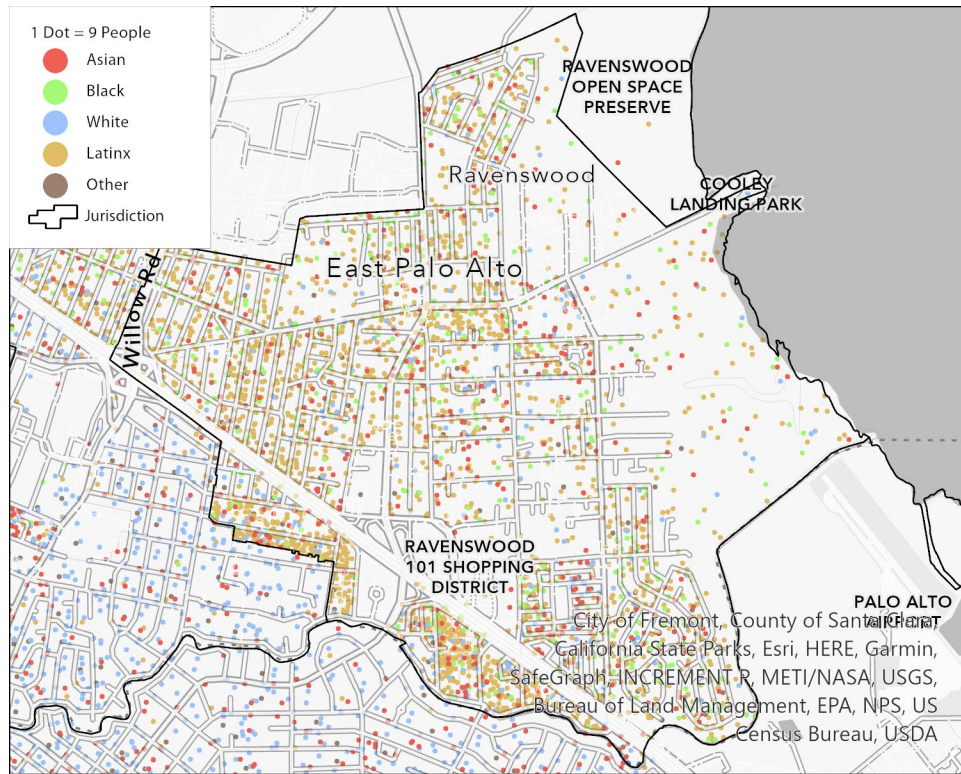 1 Dot = 9 People
Asian
Black
White
Latinx
Other
Jurisdiction
RAVENSWOOD
OPEN SPACE
PRESERVE
Ravenswood
COOLEY
LANDING PARK
East Palo Alto
Willow Rd
RAVENSWOOD
101 SHOPPING
DISTRICT
PALO ALTO
AIRPORT
City of Fremont, County of Santa Clara,
California State Parks, Esri, HERE, Garmin,
SafeGraph, INCREMENT P, METI/NASA, USGS,
Bureau of Land Management, EPA, NPS, US
Census Bureau, USDA